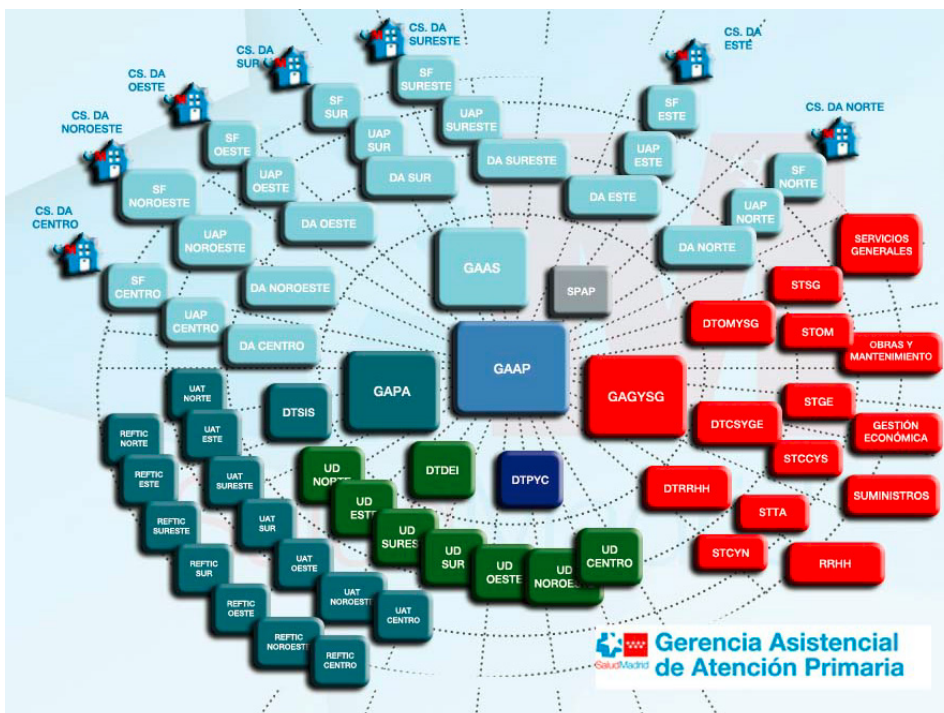 CS. DA
SURESTE
CS. DA
ESTE
CS. DA
SUR
CS. DA
OESTE
CS. DA
NOROESTE
CS. DA
CENTRO
CS. DA NORTE
SF
SURESTE
UAP
SURESTE
DA SURESTE
SF
ESTE
UAP
ESTE
DA ESTE
SF
SUR
UAP
SUR
DA SUR
SF
OESTE
UAP
OESTE
DA OESTE
SF
NOROESTE
UAP
NOROESTE
DA NOROESTE
SF
CENTRO
UAP
CENTRO
DA CENTRO
SF
NORTE
UAP
NORTE
DA NORTE
GAAS
SPAP
GAAP
GAPA
GAGYSG
SERVICIOS
GENERALES
STSG
DTOMYSG
STOM
OBRAS Y
MANTENIMIENTO
STGE
DTCSYGE
GESTIÓN
ECONÓMICA
STCCYS
DTRRHH
SUMINISTROS
STTA
STCYN
RRHH
DTSIS
DTDEI
DTPYC
UAT
NORTE
UAT
ESTE
UAT
SURESTE
UAT
SUR
UAT
OESTE
UAT
NOROESTE
UAT
CENTRO
REFTIC
NORTE
REFTIC
ESTE
REFTIC
SURESTE
REFTIC
SUR
REFTIC
OESTE
REFTIC
NOROESTE
REFTIC
CENTRO
UD
NORTE
UD
ESTE
UD
SURES
UD
SUR
UD
OESTE
UD
NOROES
UD
CENTRO
SaludMadrid
Gerencia Asistencial
de Atención Primaria